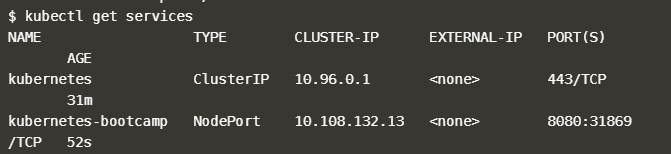 $ kubectl get services
NAME TYPE CLUSTER-IP EXTERNAL-IP PORT(S)
AGE
kubernetes ClusterIP 10.96.0.1 <none> 443/TCP
31m
kubernetes-bootcamp NodePort 10.108.132.13 <none> 8080:31869
/TCP 52s